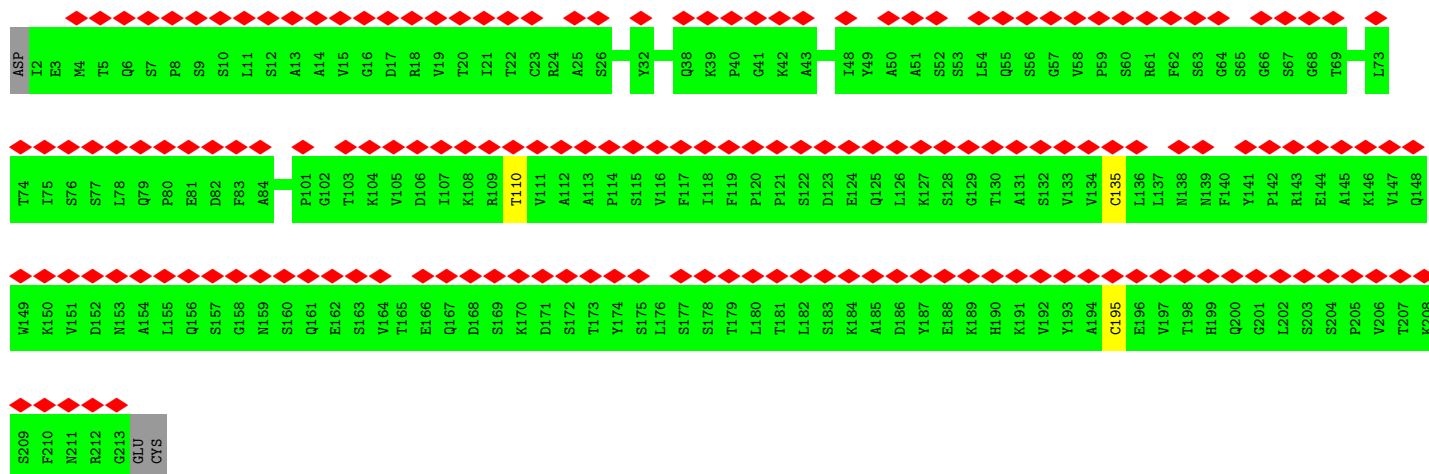 ASP I2 E3 M4 T5 Q6 S7 P8 S9 S10 L11 S12 A13 A14 V15 G16 D17 R18 V19 T20 I21 T22 C23 R24 A25 S26 Y32 Q38 K39 P40 G41 K42 A43 I48 Y49 A50 A51 S52 S53 L54 Q55 S56 G57 V58 P59 S60 R61 F62 S63 G64 S65 G66 S67 G68 T69 L73
T74 I75 S76 S77 L78 Q79 P80 E81 D82 F83 A84 P101 G102 T103 K104 V105 D106 I107 K108 R109 T110 V111 A112 A113 P114 S115 V116 F117 I118 F119 P120 P121 S122 D123 E124 Q125 L126 K127 S128 G129 T130 A131 S132 V133 V134 C135 L136 L137 N138 N139 F140 Y141 P142 R143 E144 A145 K146 V147 Q148
W149 K150 V151 D152 N153 A154 L155 Q156 S157 G158 N159 S160 Q161 E162 S163 V164 T165 E166 Q167 D168 S169 K170 D171 S172 T173 Y174 S175 L176 S177 S178 T179 L180 T181 L182 S183 K184 A185 D186 Y187 E188 K189 H190 K191 V192 Y193 A194 C195 E196 V197 T198 H199 Q200 G201 L202 S203 S204 P205 V206 T207 K208
S209 F210 N211 R212 G213 GLU CYS